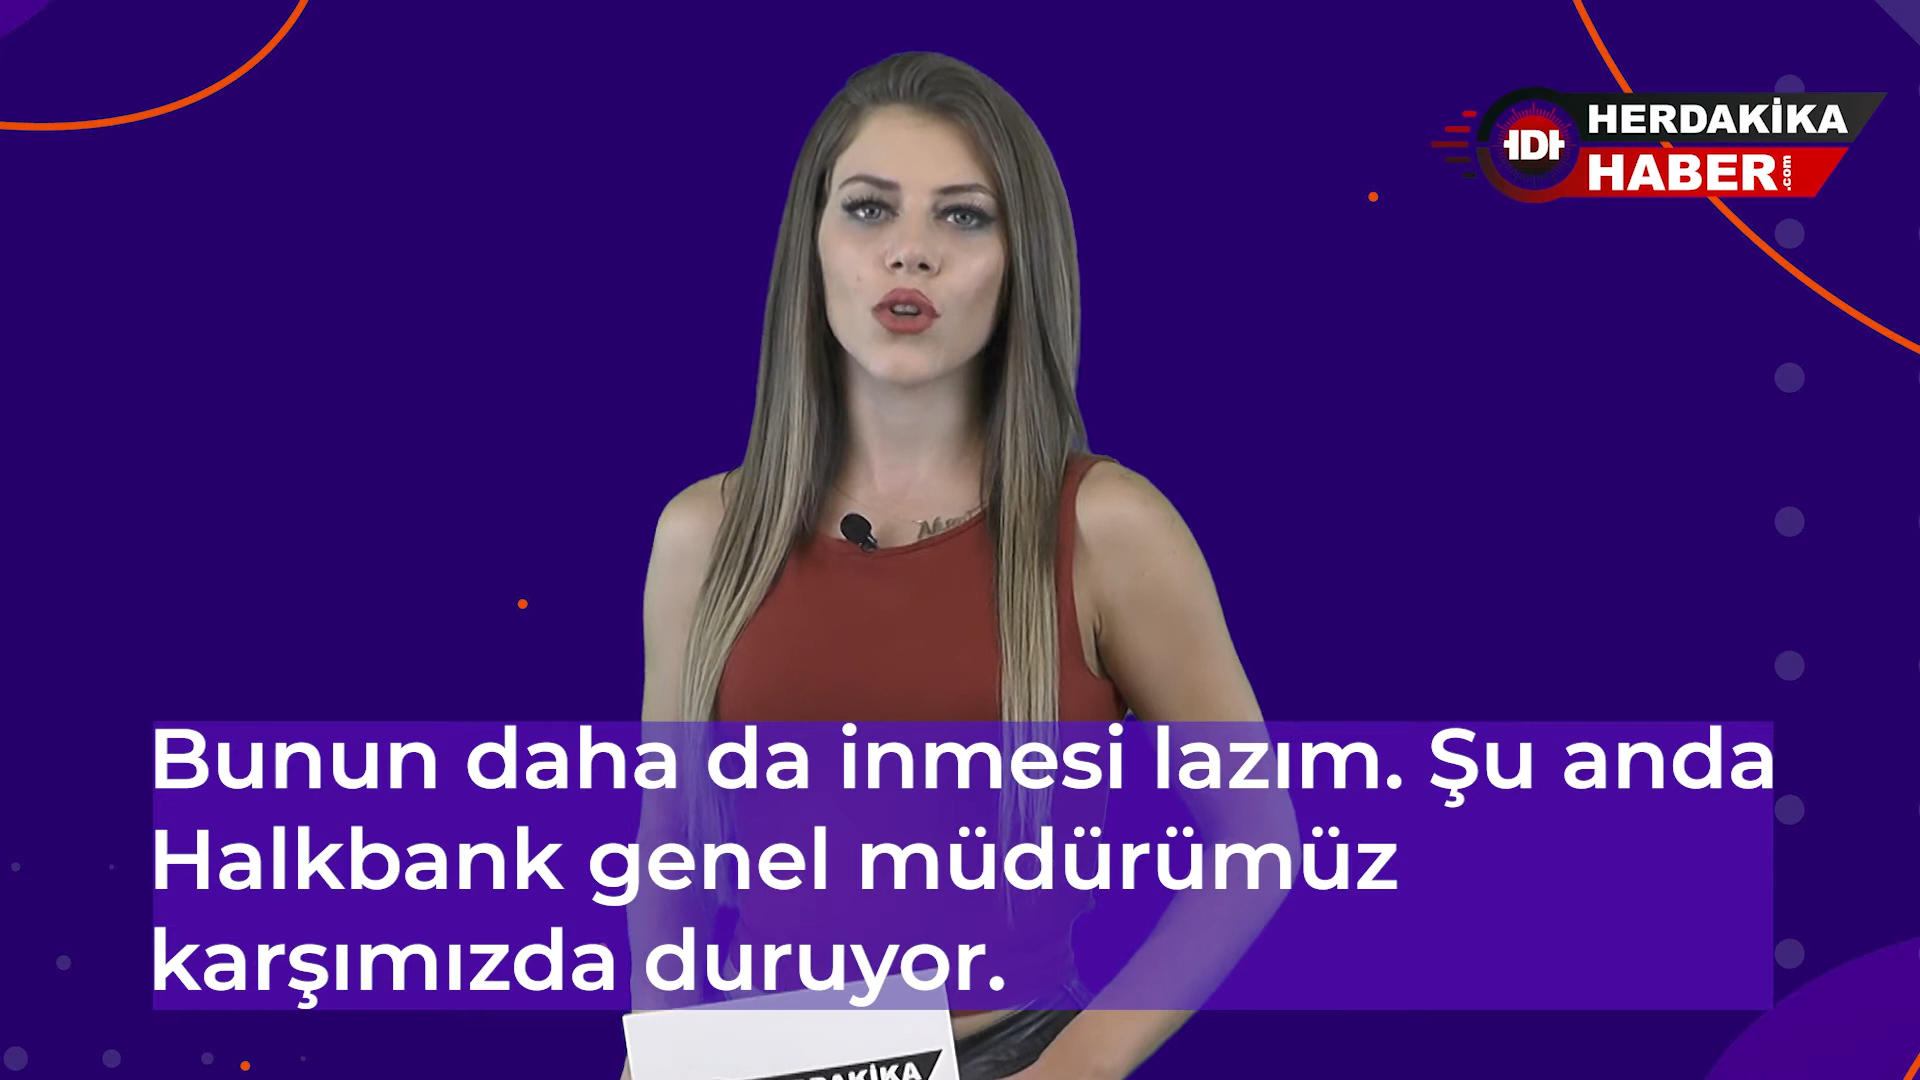 HERDAKİKA
HABER.com
Bunun daha da inmesi lazım. Şu anda
Halkbank genel müdürümüz
karşımızda duruyor.